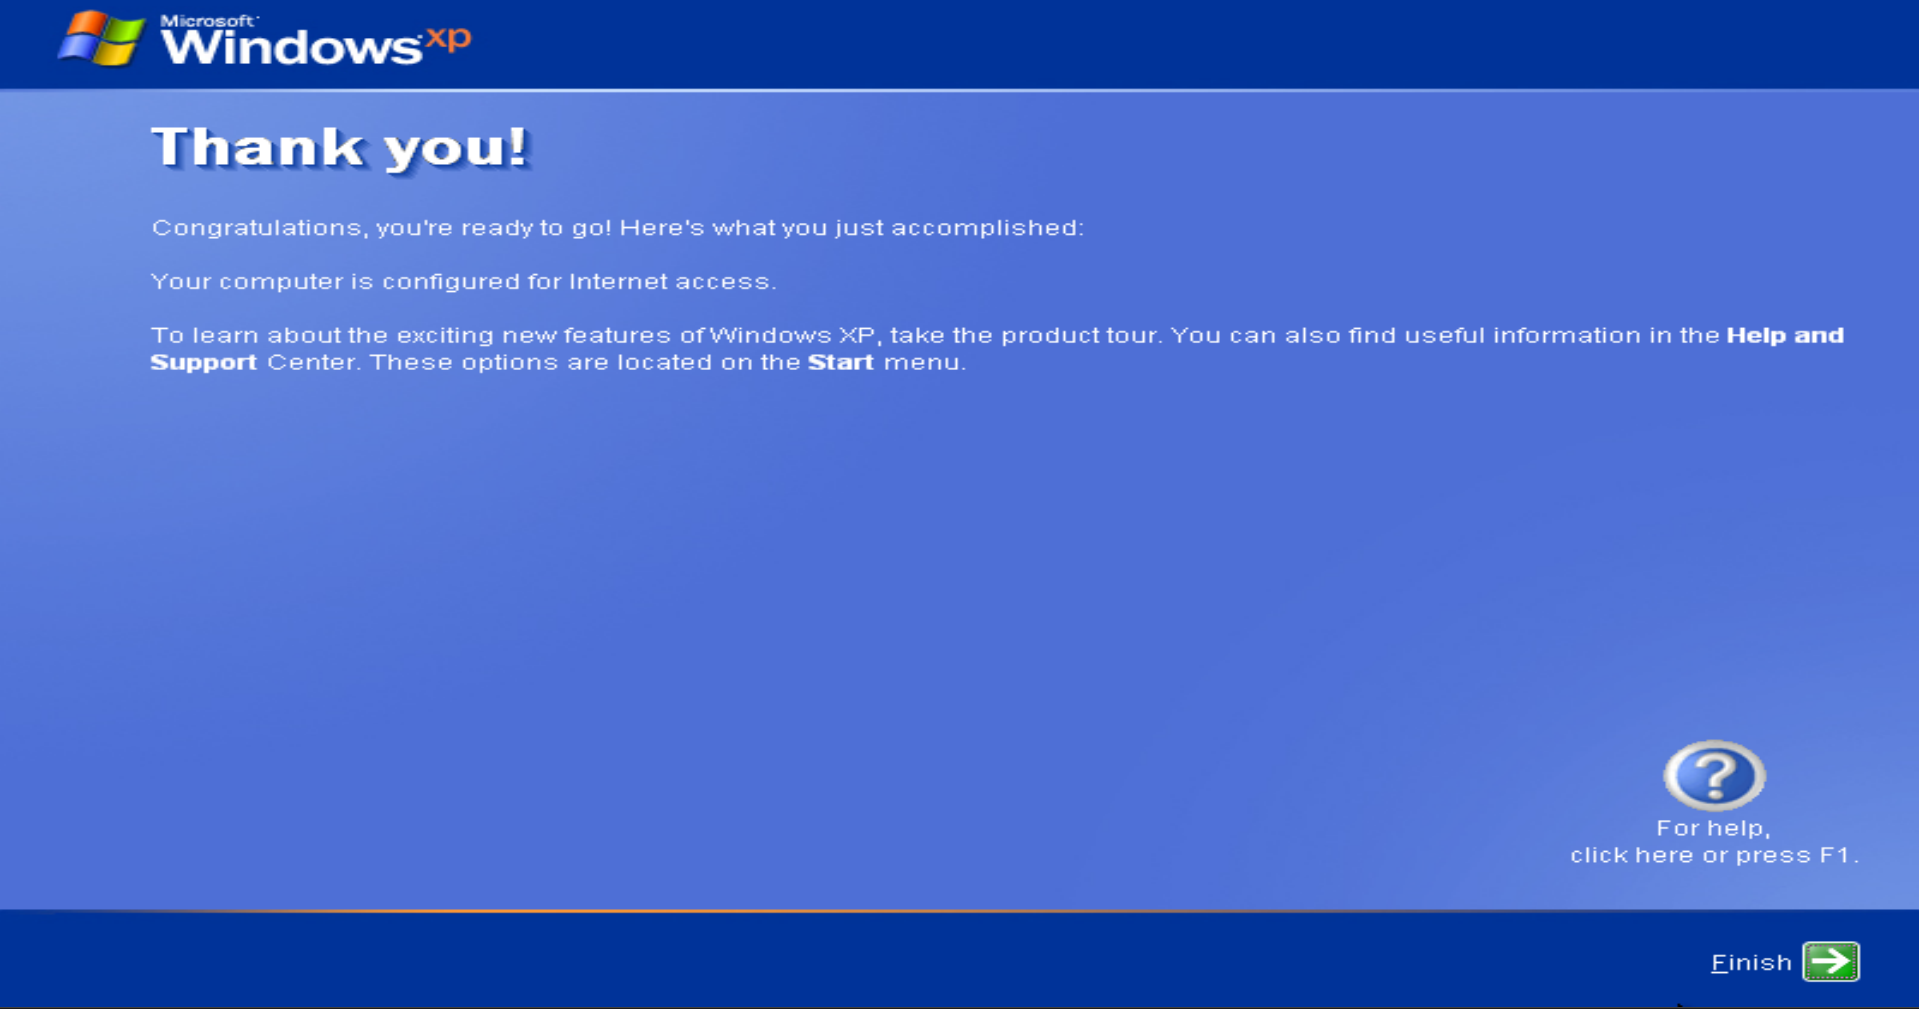 Microsoft
Windows xp
Thank you!
Congratulations, you're ready to go! Here's what you just accomplished:
Your computer is configured for Internet access.
To learn about the exciting new features of Windows XP, take the product tour. You can also find useful information in the Help and
Support Center. These options are located on the Start menu.
?
For help,
click here or press F1.
Finish